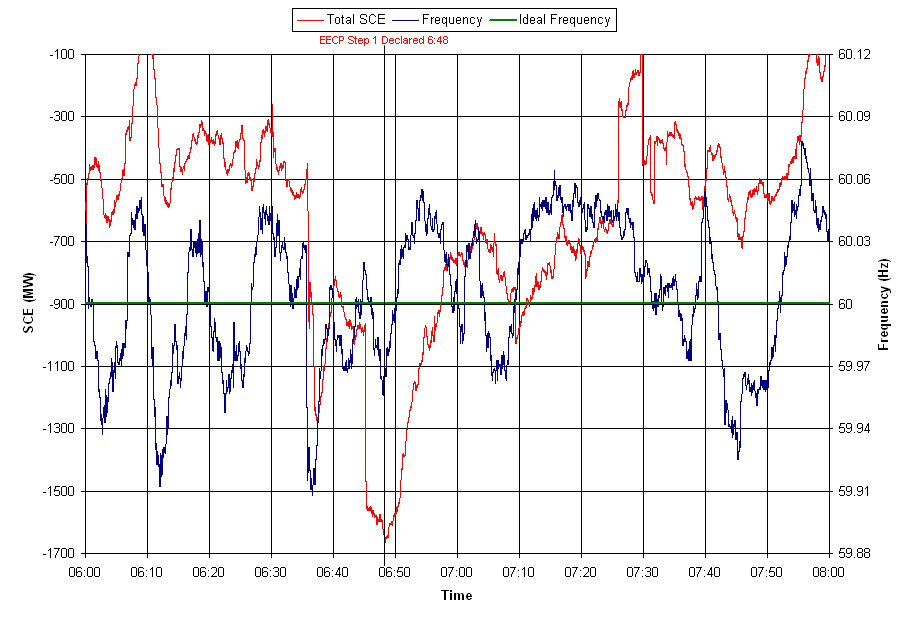 Total SCE Frequency Ideal Frequency
EECP Step 1 Declared 6:48
-100 60.12
-300 60.09
-500 60.06
-700 60.03
-900 60
-1100 59.97
-1300 59.94
-1500 59.91
-1700 59.88
SCE (MW)
Frequency (Hz)
06:00 06:10 06:20 06:30 06:40 06:50 07:00 07:10 07:20 07:30 07:40 07:50 08:00
Time